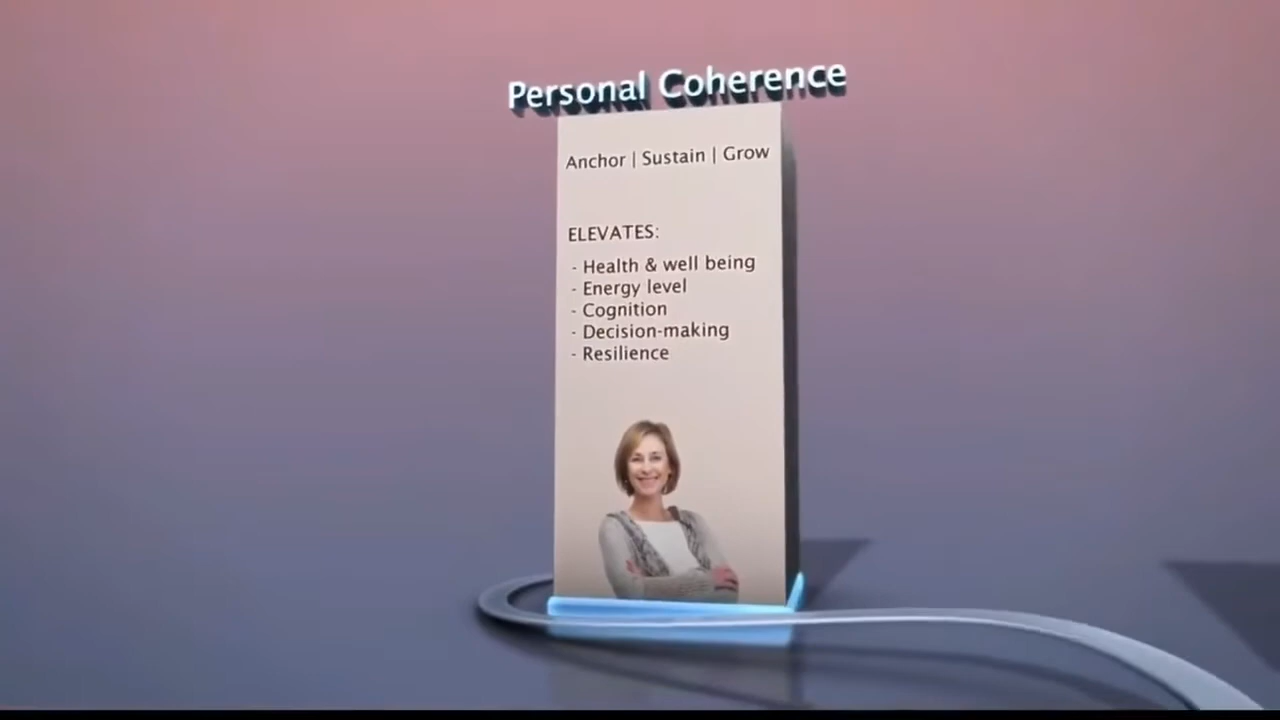 Personal Coherence
Anchor | Sustain | Grow
ELEVATES:
- Health & well being
- Energy level
- Cognition
- Decision-making
- Resilience